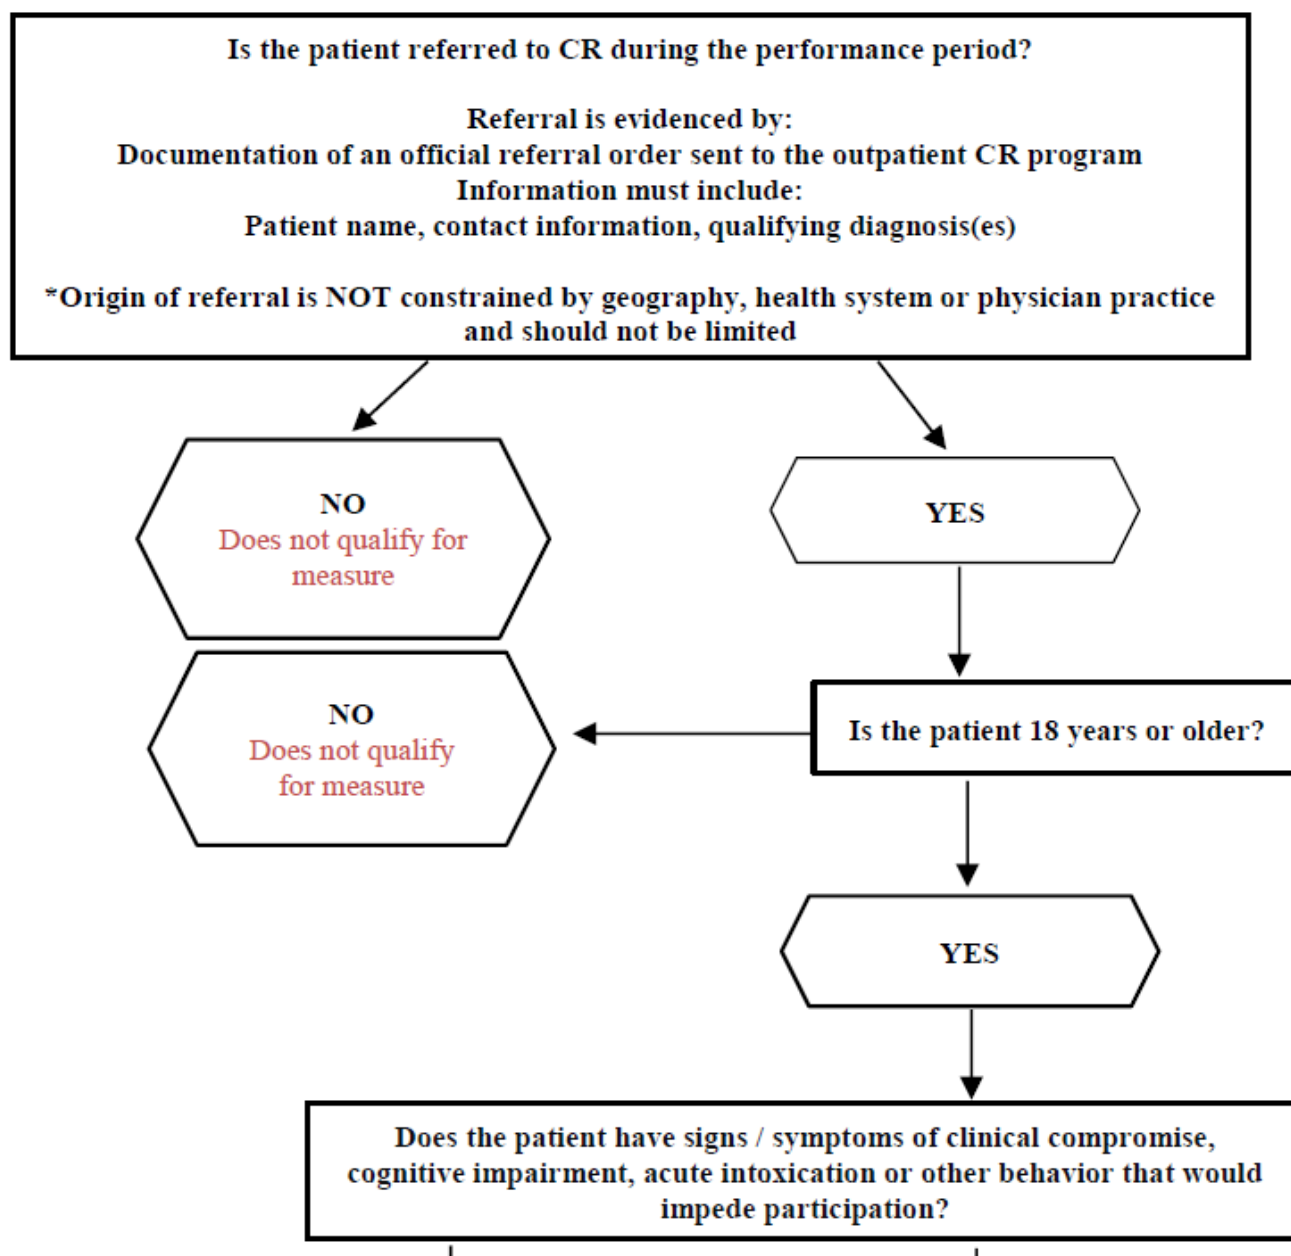 Is the patient referred to CR during the performance period?
Referral is evidenced by:
Documentation of an official referral order sent to the outpatient CR program
Information must include:
Patient name, contact information, qualifying diagnosis(es)
*Origin of referral is NOT constrained by geography, health system or physician practice
and should not be limited
NO
Does not qualify for
measure
YES
NO
Does not qualify
for measure
Is the patient 18 years or older?
YES
Does the patient have signs / symptoms of clinical compromise,
cognitive impairment, acute intoxication or other behavior that would
impede participation?